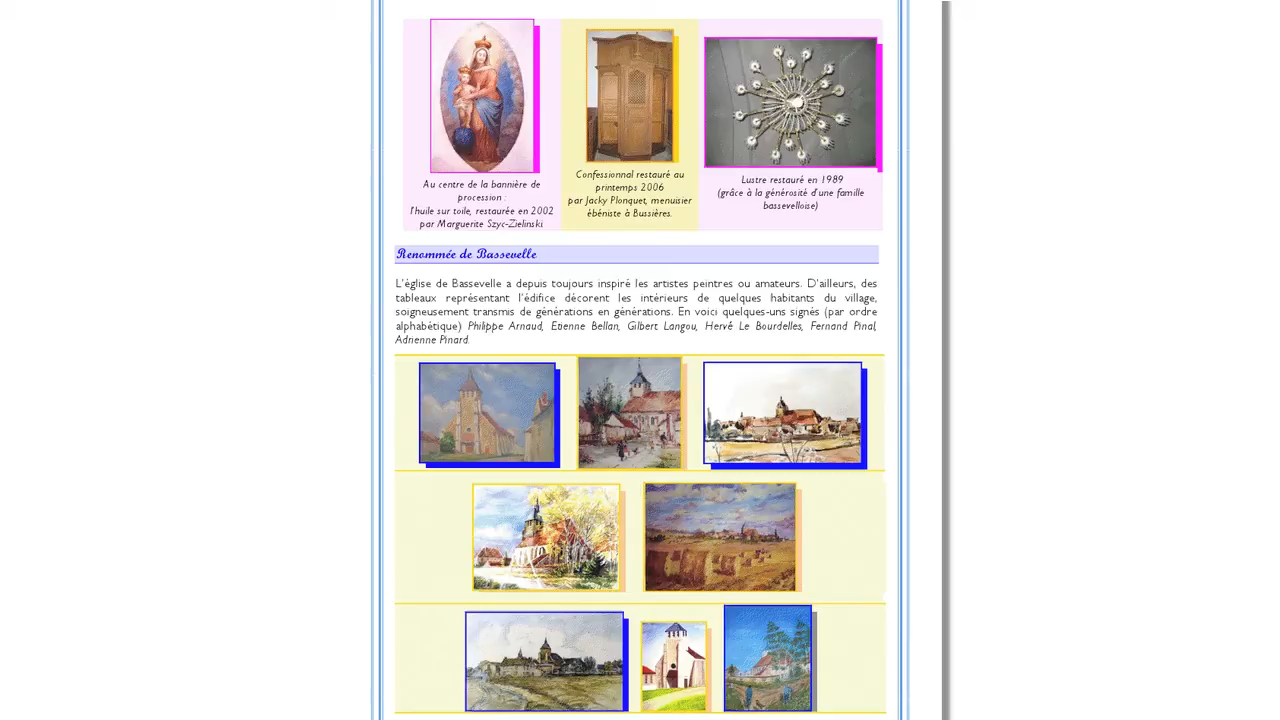 Au centre de la bannière de
procession :
l'huile sur toile, restaurée en 2002
par Marguerite Szyc-Zielinski
Confessionnal restauré au
printemps 2006
par Jacky Plonquet, menuisier
ébéniste à Bussières.
Lustre restauré en 1989
(grâce à la générosité d'une famille
bassevelloise)
Renommée de Bassevelle
L'église de Bassevelle a depuis toujours inspiré les artistes peintres ou amateurs. D'ailleurs, des
tableaux représentant l'édifice décorent les intérieurs de quelques habitants du village,
soigneusement transmis de générations en générations. En voici quelques-uns signés (par ordre
alphabétique) Philippe Arnaud, Etienne Bellan, Gilbert Langou, Hervé Le Bourdelles, Fernand Pinal,
Adrienne Pinard.